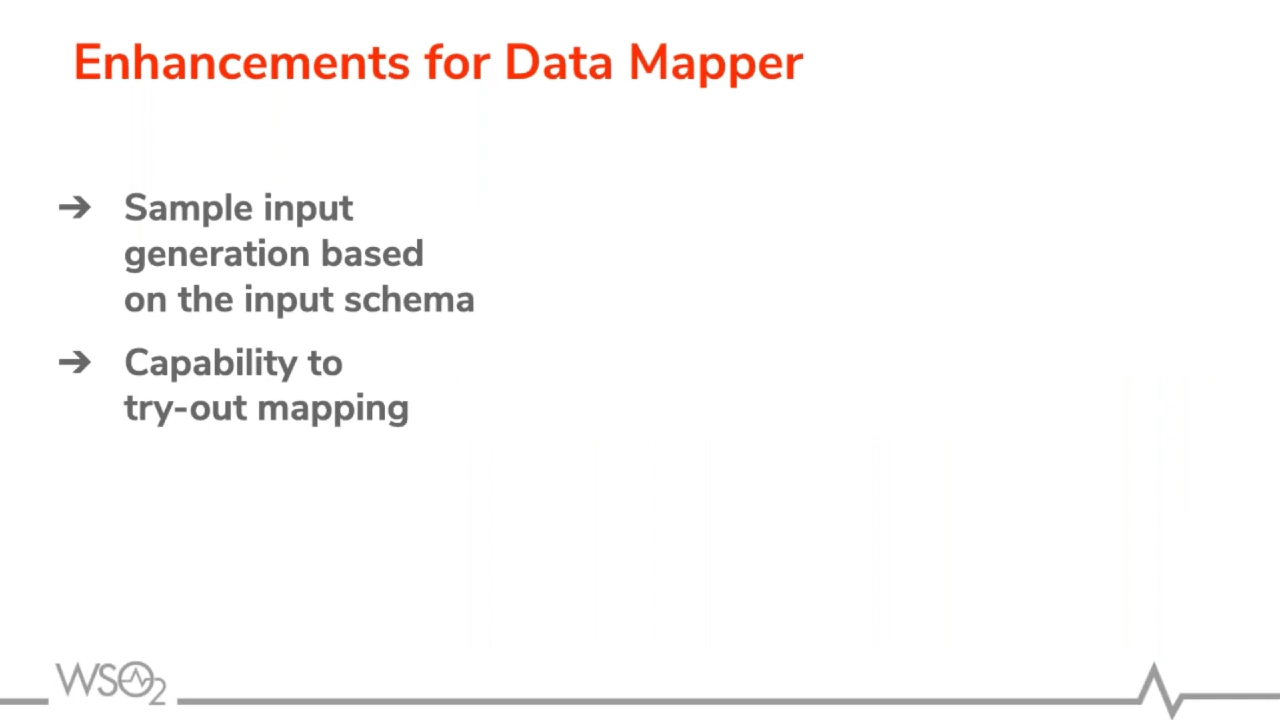 Enhancements for Data Mapper
➔ Sample input
generation based
on the input schema
➔ Capability to
try-out mapping
WSO2